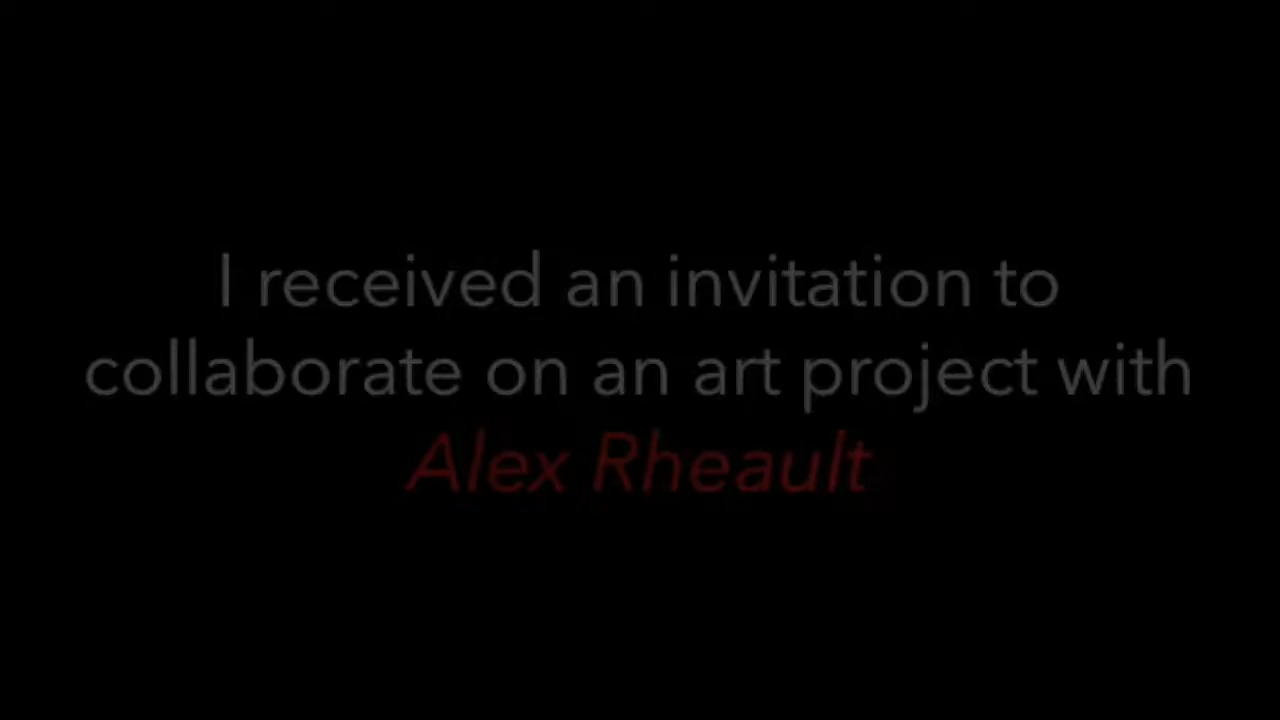 I received an invitation to
collaborate on an art project with
Alex Rheault